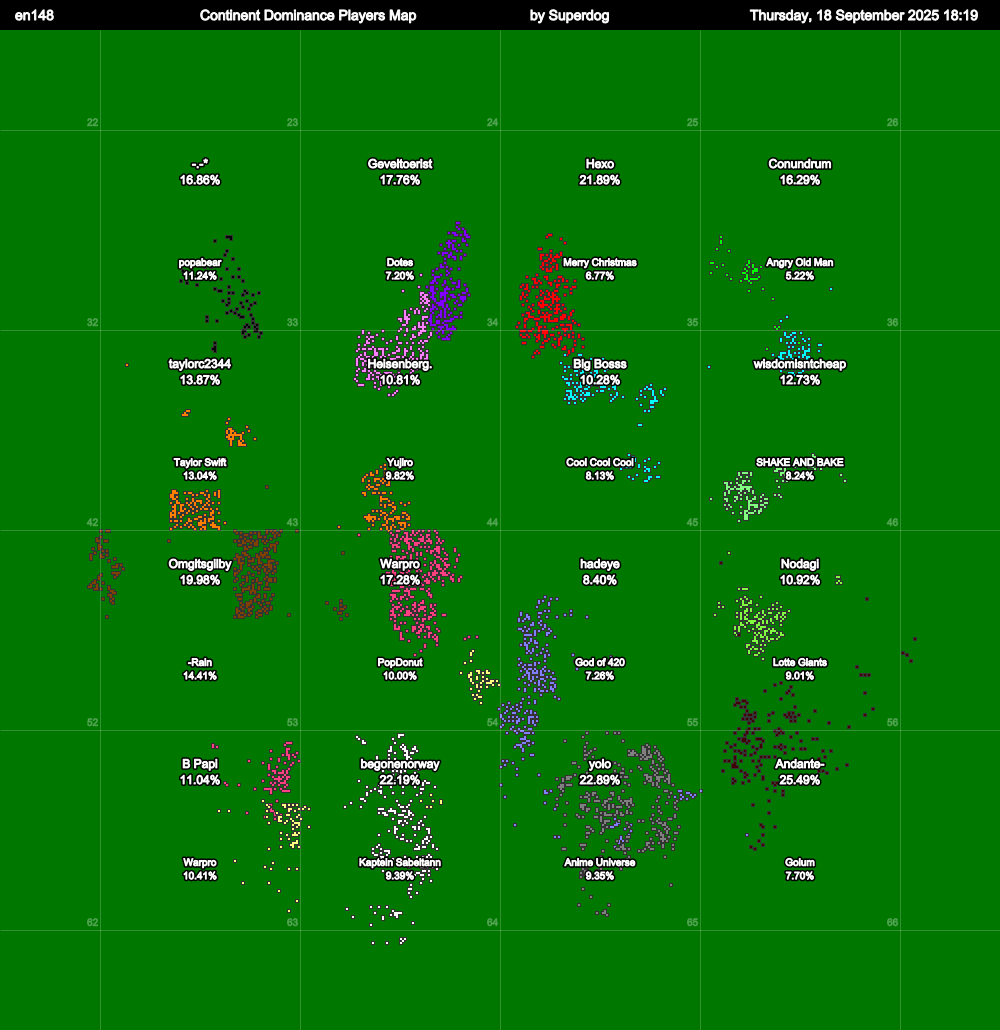 en148 Continent Dominance Players Map by Superdog Thursday, 18 September 2025 18:19
22 23 24 25 26
.-.-* Geveltoerist Hexo Conundrum
16.86% 17.76% 21.89% 16.29%
popabear Dotes Merry Christmas Angry Old Man
11.24% 7.20% 6.77% 5.22%
32 33 34 35 36
taylorc2344 Heisenberg. Big Bosss wisdomisntcheap
13.87% 10.81% 10.28% 12.73%
Taylor Swift Yujiro Cool Cool Cool SHAKE AND BAKE
13.04% 9.82% 8.13% 8.24%
42 43 44 45 46
Omgitsgilby Warpro hadeye Nodagi
19.98% 17.28% 8.40% 10.92%
-Rain PopDonut God of 420 Lotte Giants
14.41% 10.00% 7.26% 9.01%
52 53 54 55 56
B Papi begonenorway yolo Andante-
11.04% 22.19% 22.89% 25.49%
Warpro Kaptein Sabeltann Anime Universe Golum
10.41% 9.39% 9.35% 7.70%
62 63 64 65 66